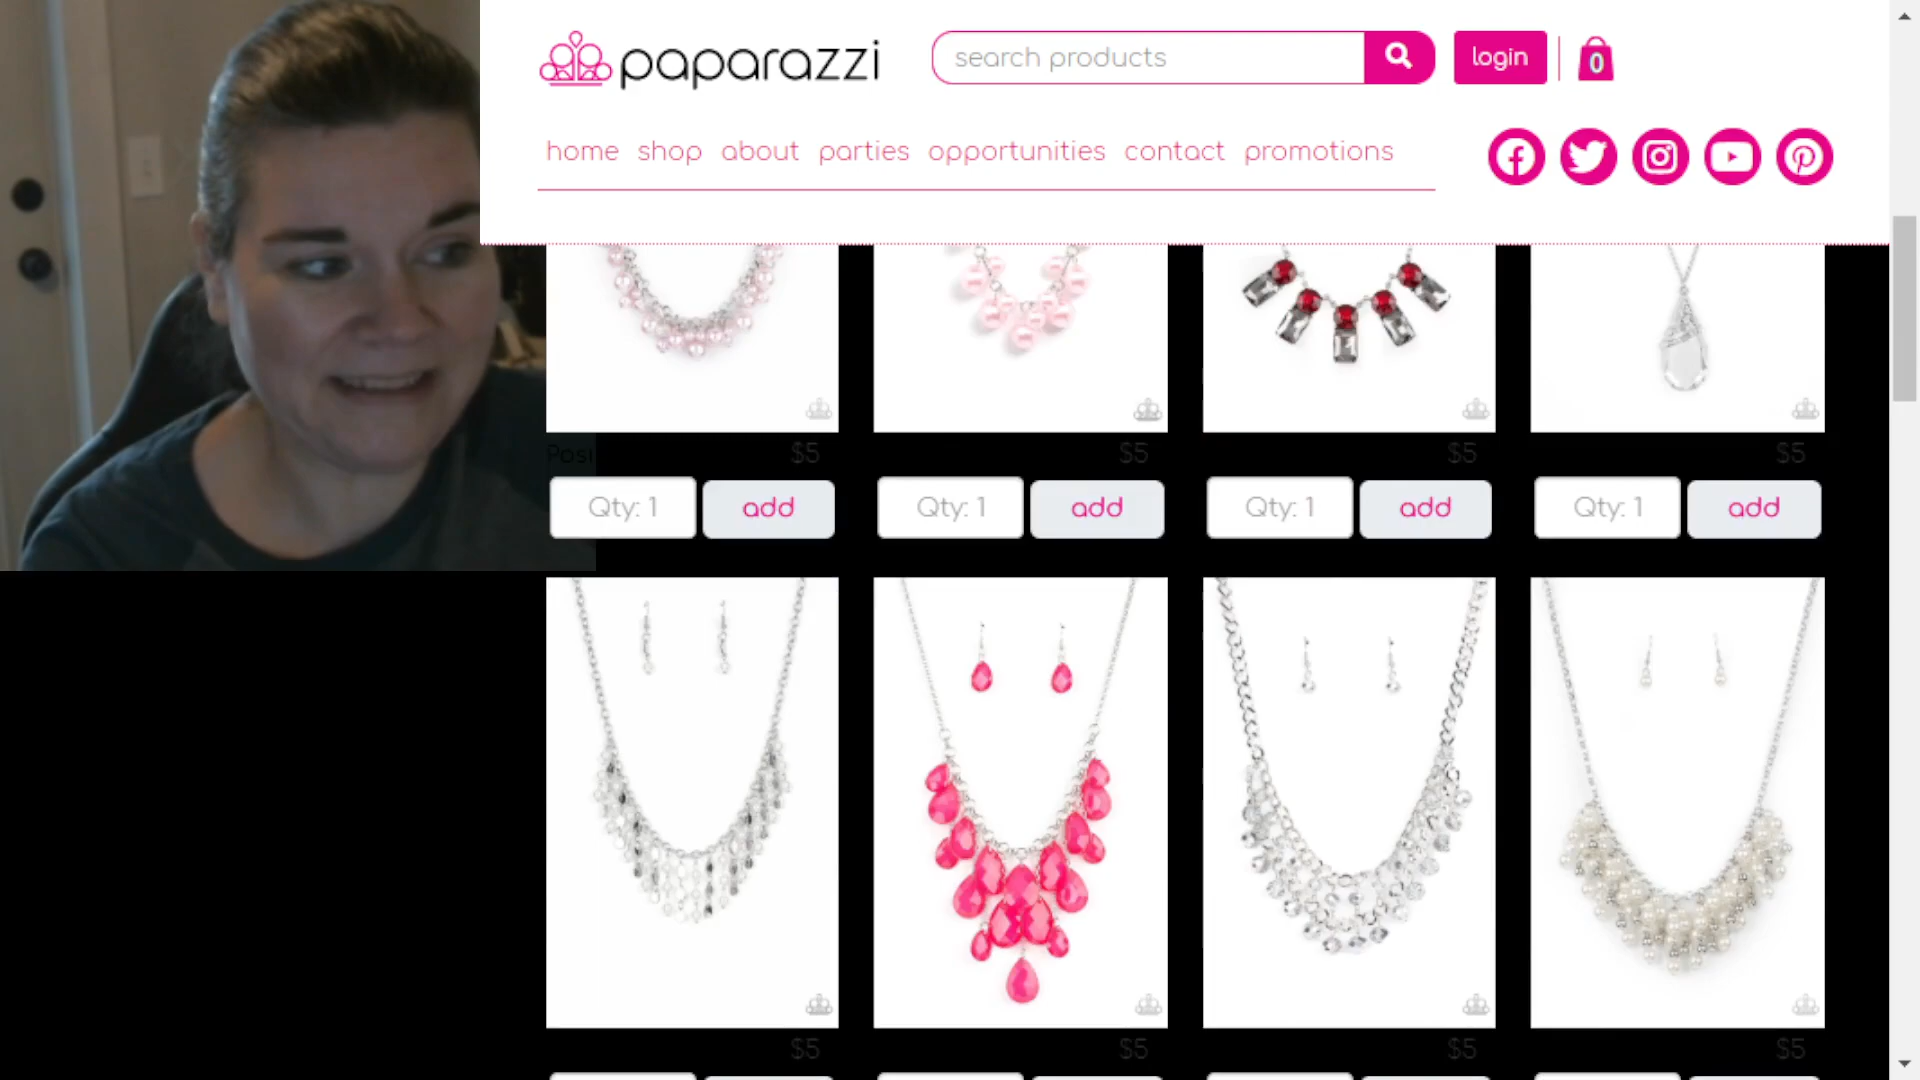 paparazzi
search products
login
0
home shop about parties opportunities contact promotions
$5 $5 $5 $5
Qty: 1 add Qty: 1 add Qty: 1 add Qty: 1 add
$5 $5 $5 $5